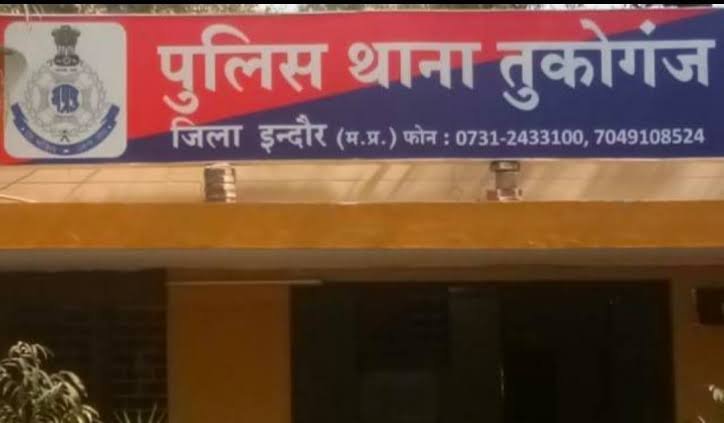 पुलिस थाना तुकोगंज
जिला इन्दौर (म.प्र.) फोन : 0731-2433100, 7049108524